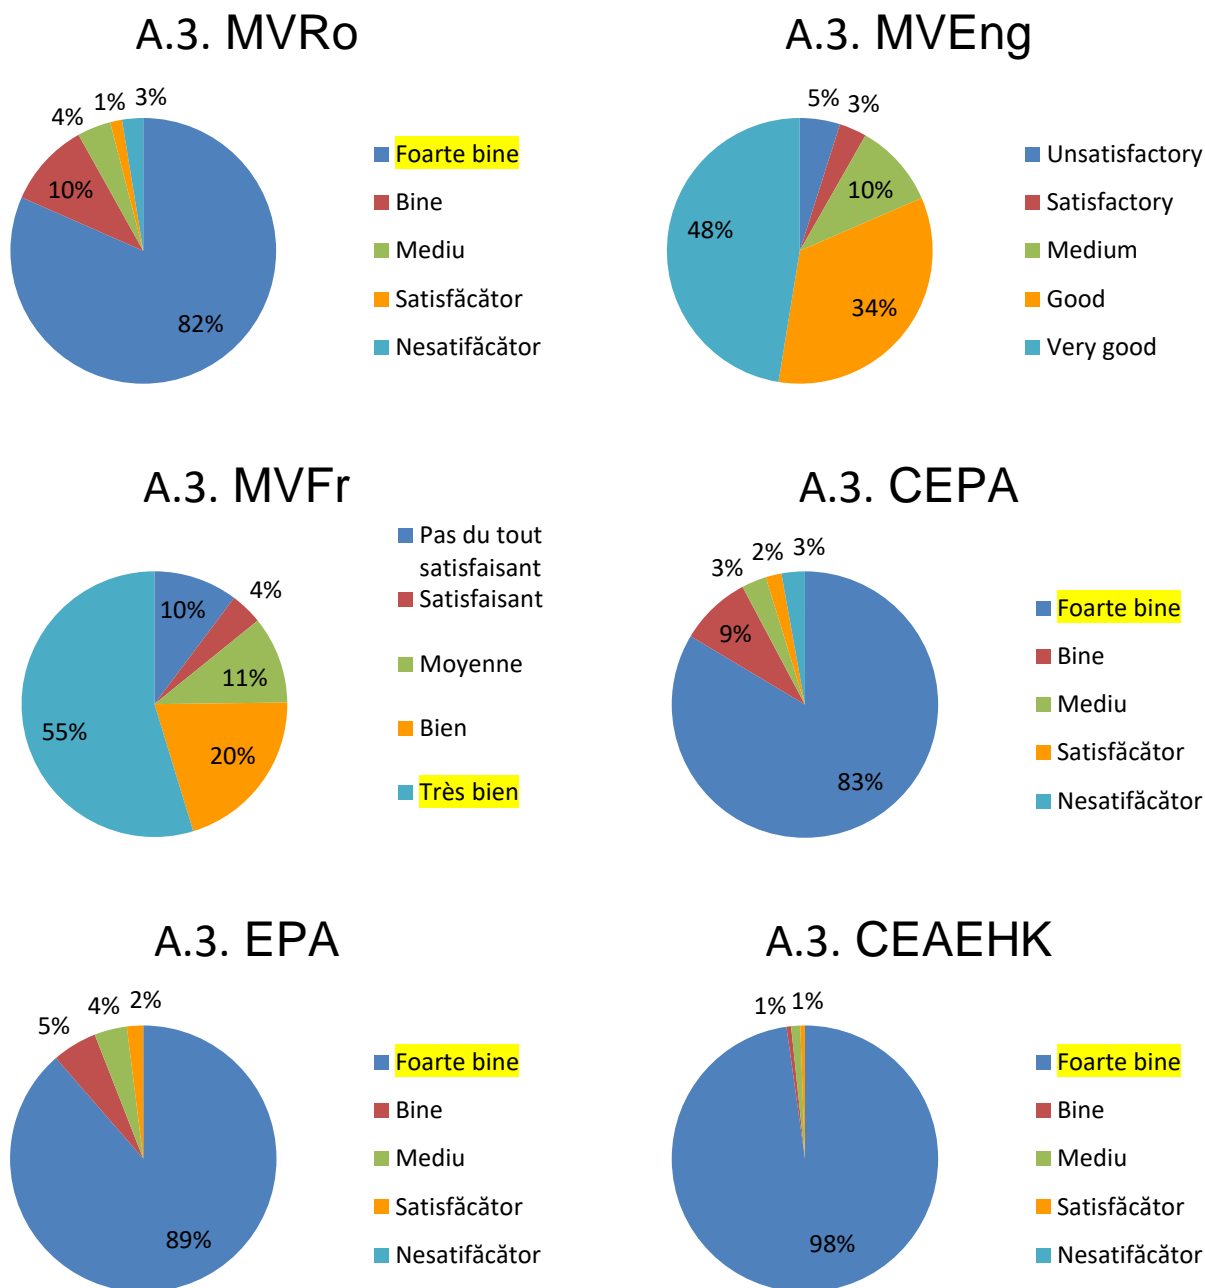 A.3. MVRo
4%
1%
3%
10%
82%
Foarte bine
Bine
Mediu
Satisfăcător
Nesatifăcător
A.3. MVEng
5%
3%
10%
48%
34%
Unsatisfactory
Satisfactory
Medium
Good
Very good
A.3. MVFr
10%
4%
11%
55%
20%
Pas du tout
satisfaisant
Satisfaisant
Moyenne
Bien
Très bien
A.3. CEPA
3%
2%
3%
9%
83%
Foarte bine
Bine
Mediu
Satisfăcător
Nesatifăcător
A.3. EPA
5%
4%
2%
89%
Foarte bine
Bine
Mediu
Satisfăcător
Nesatifăcător
A.3. CEAEHK
1%
1%
98%
Foarte bine
Bine
Mediu
Satisfăcător
Nesatifăcător